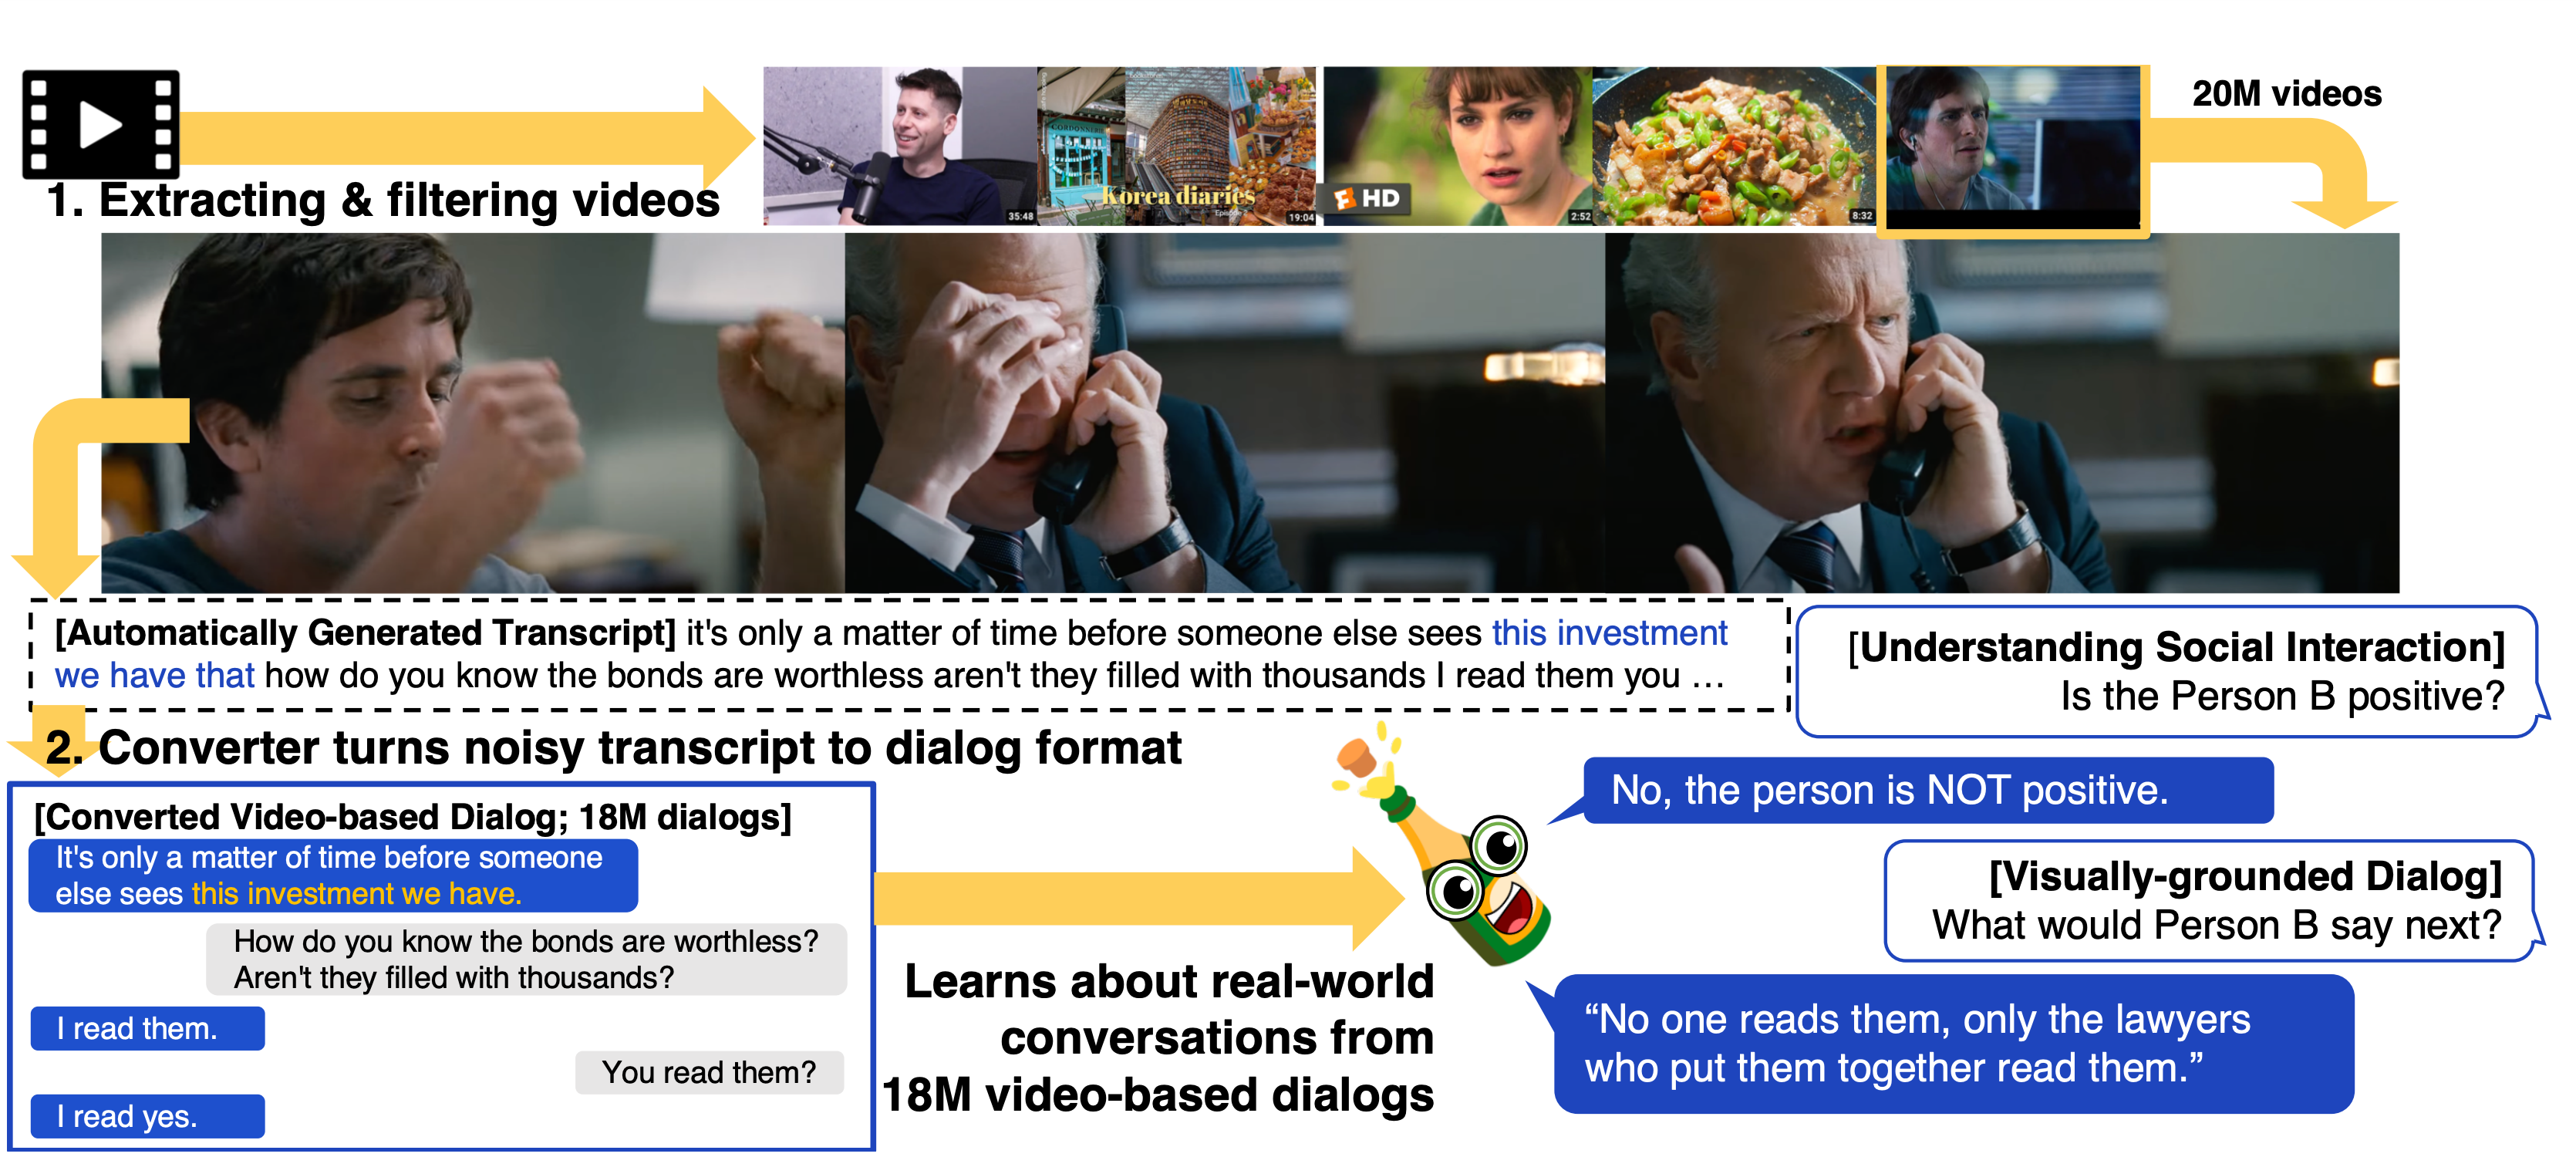 CORDONNERIE
Korea diaries
Episode
35:48
19:04
HD
2:52
8:32
20M videos
1. Extracting & filtering videos
[Automatically Generated Transcript] it's only a matter of time before someone else sees this investment
we have that how do you know the bonds are worthless aren't they filled with thousands I read them you …
[Understanding Social Interaction]
Is the Person B positive?
2. Converter turns noisy transcript to dialog format
No, the person is NOT positive.
[Converted Video-based Dialog; 18M dialogs]
It's only a matter of time before someone
else sees this investment we have.
How do you know the bonds are worthless?
Aren't they filled with thousands?
I read them.
You read them?
I read yes.
[Visually-grounded Dialog]
What would Person B say next?
Learns about real-world
conversations from
18M video-based dialogs
“No one reads them, only the lawyers
who put them together read them.”